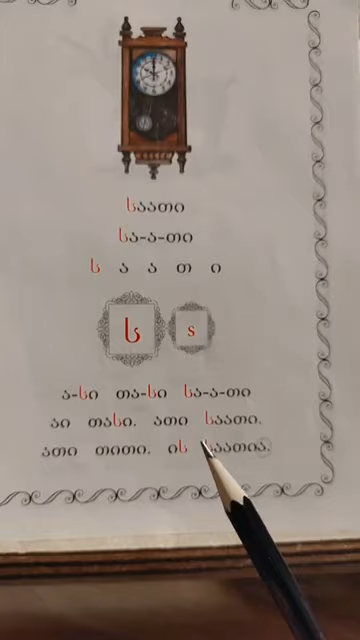 საათი
სა-ა-თი
ს ა ა თ ი
ს s
ა-სი თა-სი სა-ა-თი
აი თასი. ათი საათი.
ათი თითი. ის საათია.